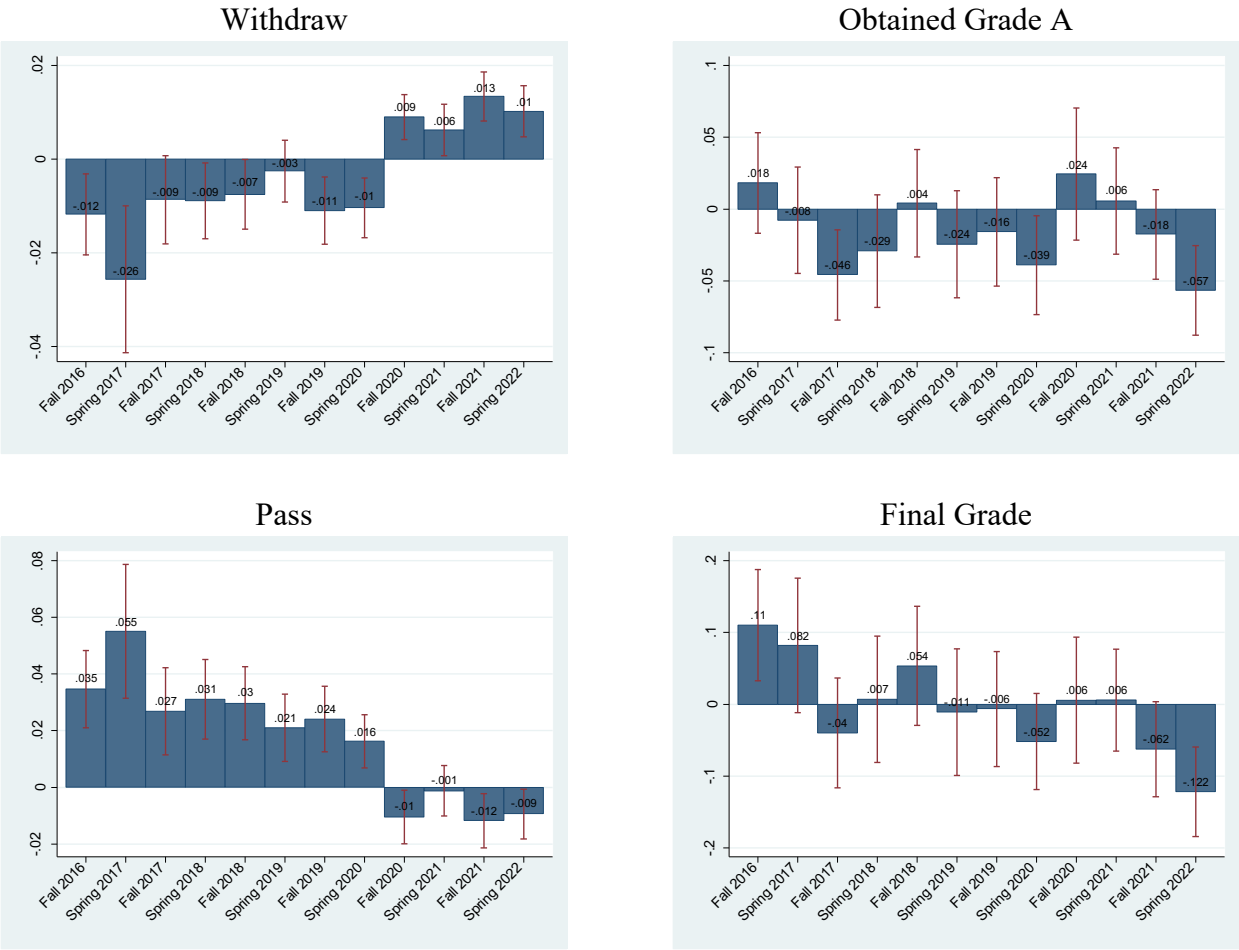 Withdraw
.02
0
-.02
-.04
-.012
-.026
-.009
-.009
-.007
-.003
-.011
-.01
.009
.006
.013
.01
Fall 2016
Spring 2017
Fall 2017
Spring 2018
Fall 2018
Spring 2019
Fall 2019
Spring 2020
Fall 2020
Spring 2021
Fall 2021
Spring 2022
Obtained Grade A
.1
.05
0
-.05
-.1
.018
-.008
-.046
-.029
.004
-.024
-.016
-.039
.024
.006
-.018
-.057
Fall 2016
Spring 2017
Fall 2017
Spring 2018
Fall 2018
Spring 2019
Fall 2019
Spring 2020
Fall 2020
Spring 2021
Fall 2021
Spring 2022
Pass
.08
.06
.04
.02
0
-.02
.035
.055
.027
.031
.03
.021
.024
.016
-.01
-.001
-.012
-.009
Fall 2016
Spring 2017
Fall 2017
Spring 2018
Fall 2018
Spring 2019
Fall 2019
Spring 2020
Fall 2020
Spring 2021
Fall 2021
Spring 2022
Final Grade
.2
.1
0
-.1
-.2
.11
.082
-.04
.007
.054
-.011
-.006
-.052
.006
.006
-.062
-.122
Fall 2016
Spring 2017
Fall 2017
Spring 2018
Fall 2018
Spring 2019
Fall 2019
Spring 2020
Fall 2020
Spring 2021
Fall 2021
Spring 2022